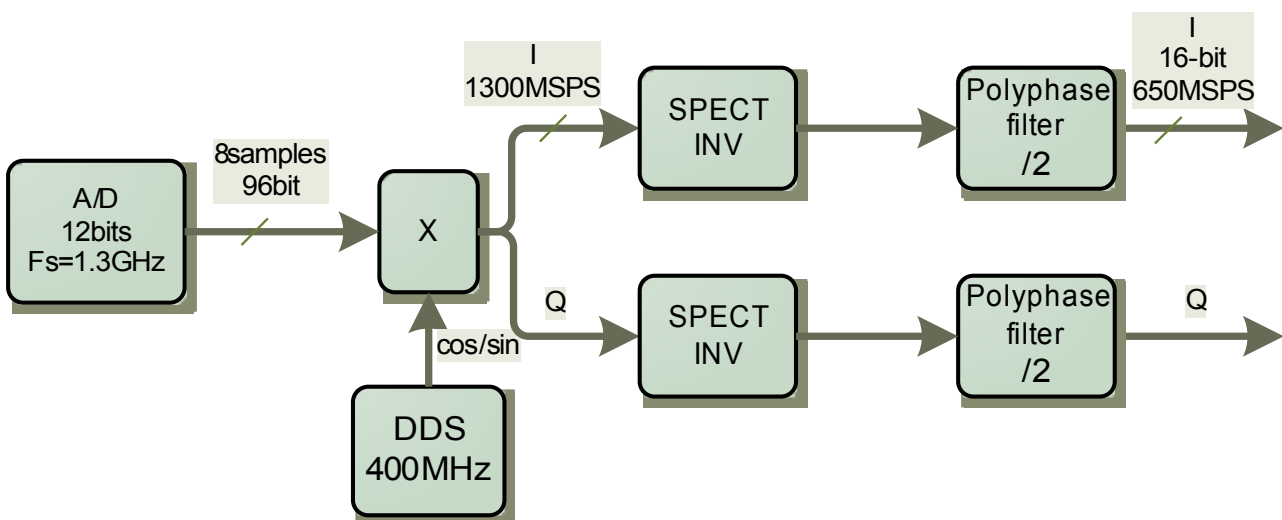 A/D
12bits
Fs=1.3GHz
8samples
96bit
X
DDS
400MHz
cos/sin
I
1300MSPS
SPECT
INV
Polyphase
filter
/2
I
16-bit
650MSPS
Q
SPECT
INV
Polyphase
filter
/2
Q